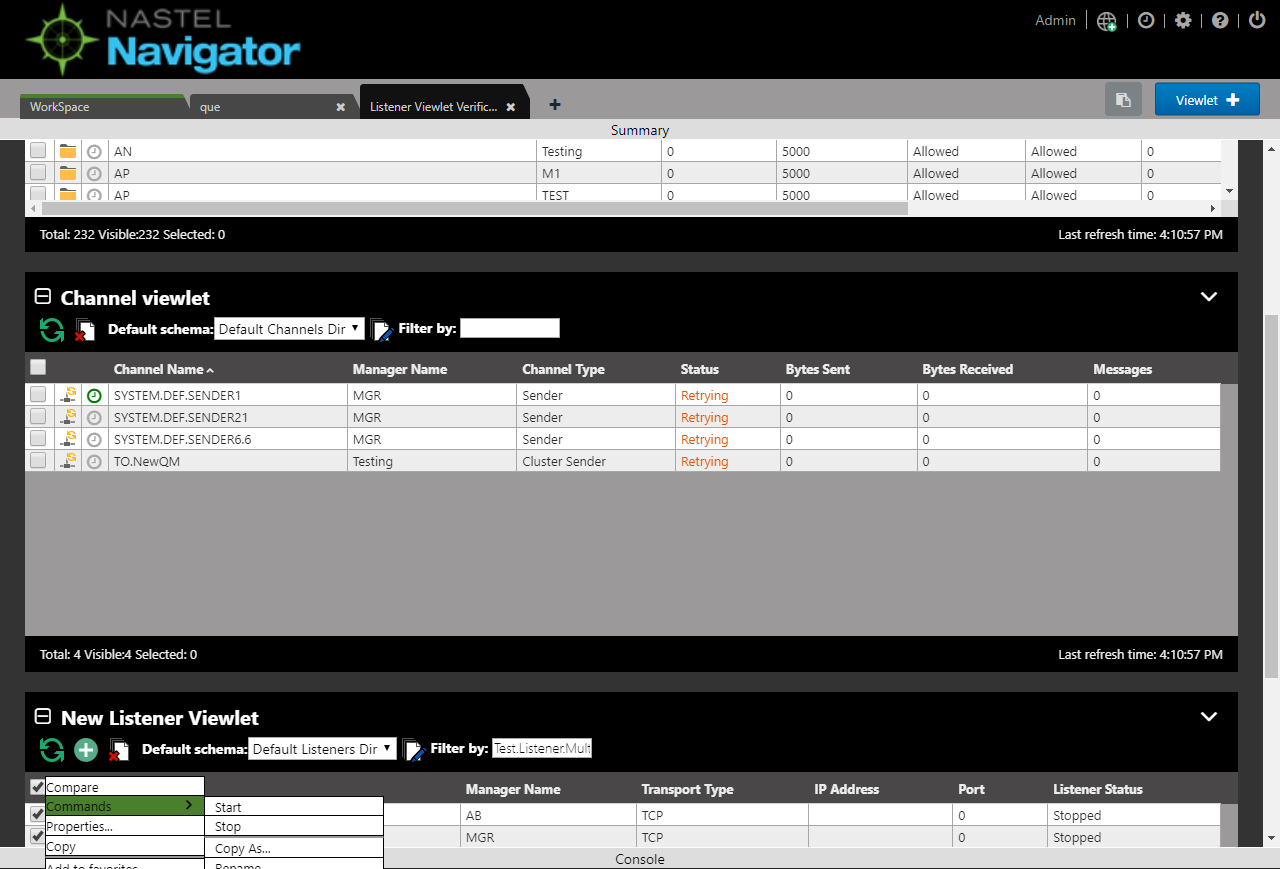 NASTEL
Navigator
Admin
WorkSpace
que
Listener Viewlet Verific...
Viewlet
Summary
AN Testing 0 5000 Allowed Allowed 0
AP M1 0 5000 Allowed Allowed 0
AP TEST 0 5000 Allowed Allowed 0
Total: 232 Visible:232 Selected: 0
Last refresh time: 4:10:57 PM
Channel viewlet
Default schema: Default Channels Dir Filter by:
Channel Name Manager Name Channel Type Status Bytes Sent Bytes Received Messages
SYSTEM.DEF.SENDER1 MGR Sender Retrying 0 0 0
SYSTEM.DEF.SENDER21 MGR Sender Retrying 0 0 0
SYSTEM.DEF.SENDER6.6 MGR Sender Retrying 0 0 0
TO.NewQM Testing Cluster Sender Retrying 0 0 0
Total: 4 Visible:4 Selected: 0
Last refresh time: 4:10:57 PM
New Listener Viewlet
Default schema: Default Listeners Dir Filter by: Test.Listener.Mult
Manager Name Transport Type IP Address Port Listener Status
AB TCP 0 Stopped
MGR TCP 0 Stopped
Compare
Commands
Properties...
Copy
Add to favorites
Start
Stop
Copy As...
Rename
Console